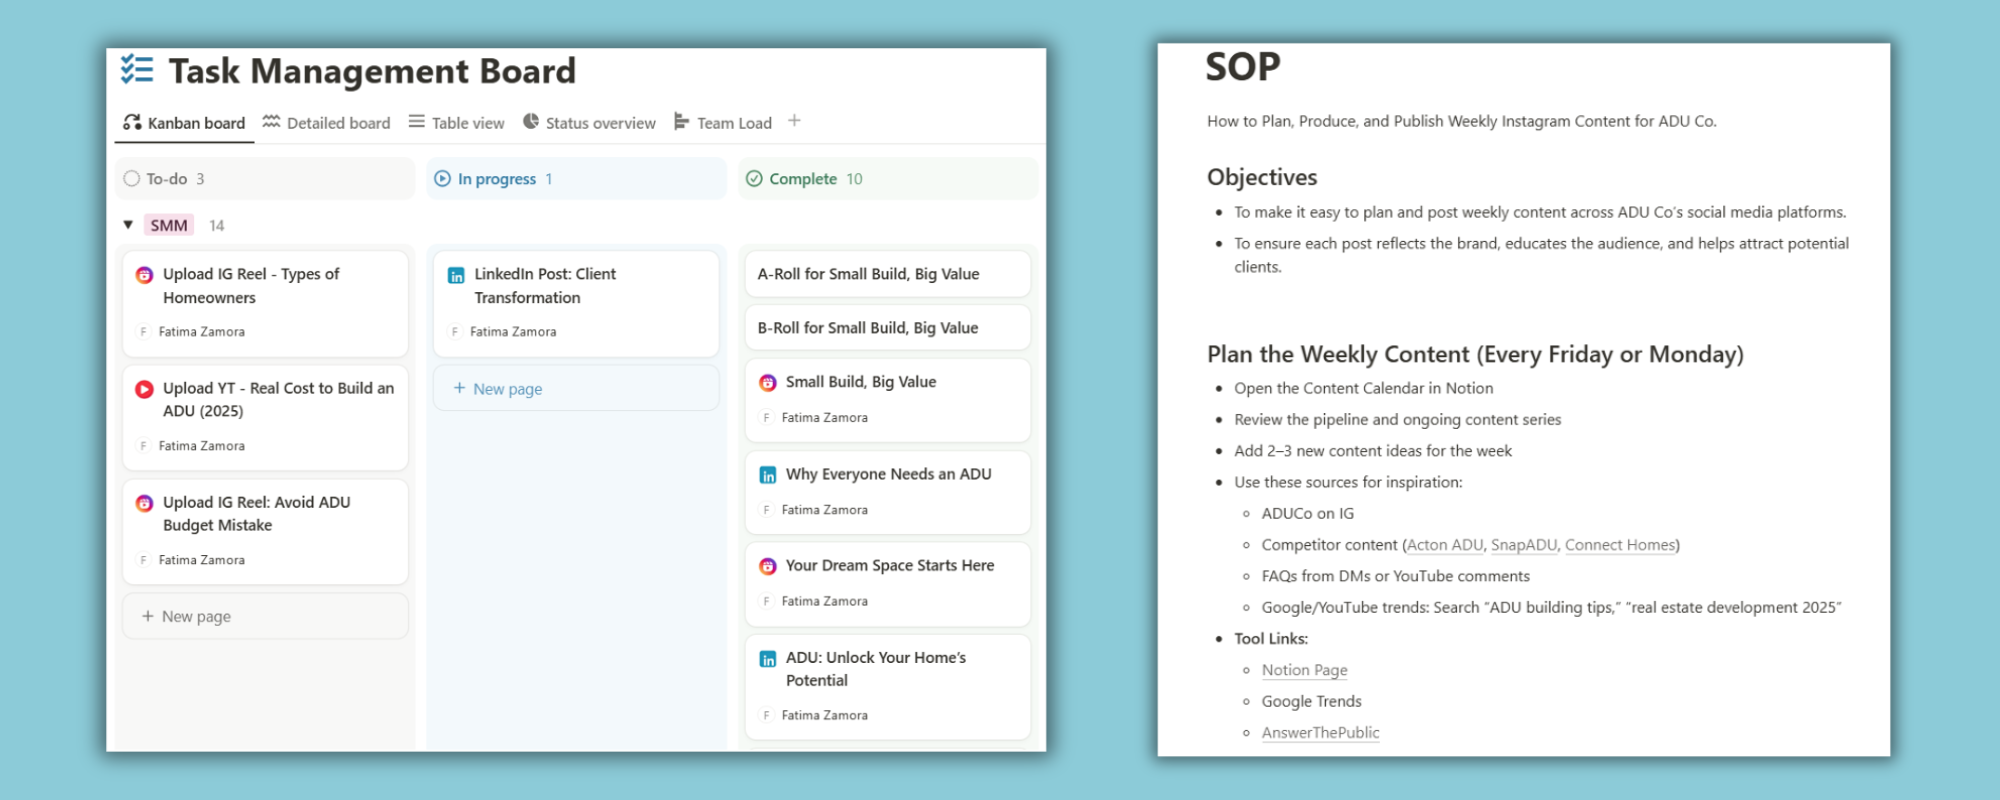 Task Management Board
Kanban board
Detailed board
Table view
Status overview
Team Load
+
To-do 3
In progress 1
Complete 10
SMM 14
Upload IG Reel - Types of
Homeowners
F Fatima Zamora
Upload YT - Real Cost to Build an
ADU (2025)
F Fatima Zamora
Upload IG Reel: Avoid ADU
Budget Mistake
F Fatima Zamora
+ New page
in LinkedIn Post: Client
Transformation
F Fatima Zamora
+ New page
A-Roll for Small Build, Big Value
B-Roll for Small Build, Big Value
Small Build, Big Value
F Fatima Zamora
in Why Everyone Needs an ADU
F Fatima Zamora
Your Dream Space Starts Here
F Fatima Zamora
in ADU: Unlock Your Home’s
Potential
F Fatima Zamora
SOP
How to Plan, Produce, and Publish Weekly Instagram Content for ADU Co.
Objectives
• To make it easy to plan and post weekly content across ADU Co’s social media platforms.
• To ensure each post reflects the brand, educates the audience, and helps attract potential
clients.
Plan the Weekly Content (Every Friday or Monday)
• Open the Content Calendar in Notion
• Review the pipeline and ongoing content series
• Add 2–3 new content ideas for the week
• Use these sources for inspiration:
◦ ADUCo on IG
◦ Competitor content (Acton ADU, SnapADU, Connect Homes)
◦ FAQs from DMs or YouTube comments
◦ Google/YouTube trends: Search “ADU building tips,” “real estate development 2025”
• Tool Links:
◦ Notion Page
◦ Google Trends
◦ AnswerThePublic